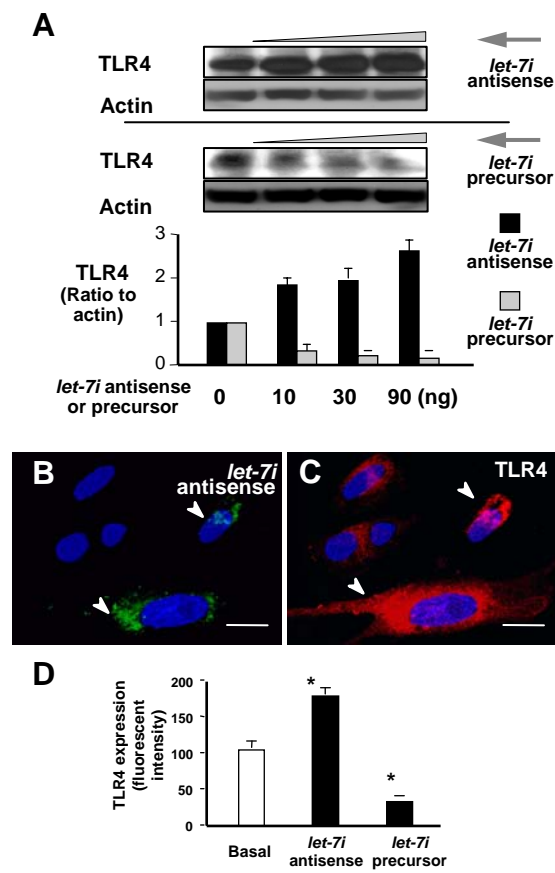 A
TLR4
Actin
let-7i
antisense
TLR4
Actin
let-7i
precursor
3
2
1
0
TLR4
(Ratio to
actin)
let-7i
antisense
let-7i
precursor
let-7i antisense
or precursor
0 10 30 90 (ng)
B
let-7i
antisense
C
TLR4
D
TLR4 expression
(fluorescent
intensity)
200
150
100
50
0
*
*
Basal
let-7i
antisense
let-7i
precursor